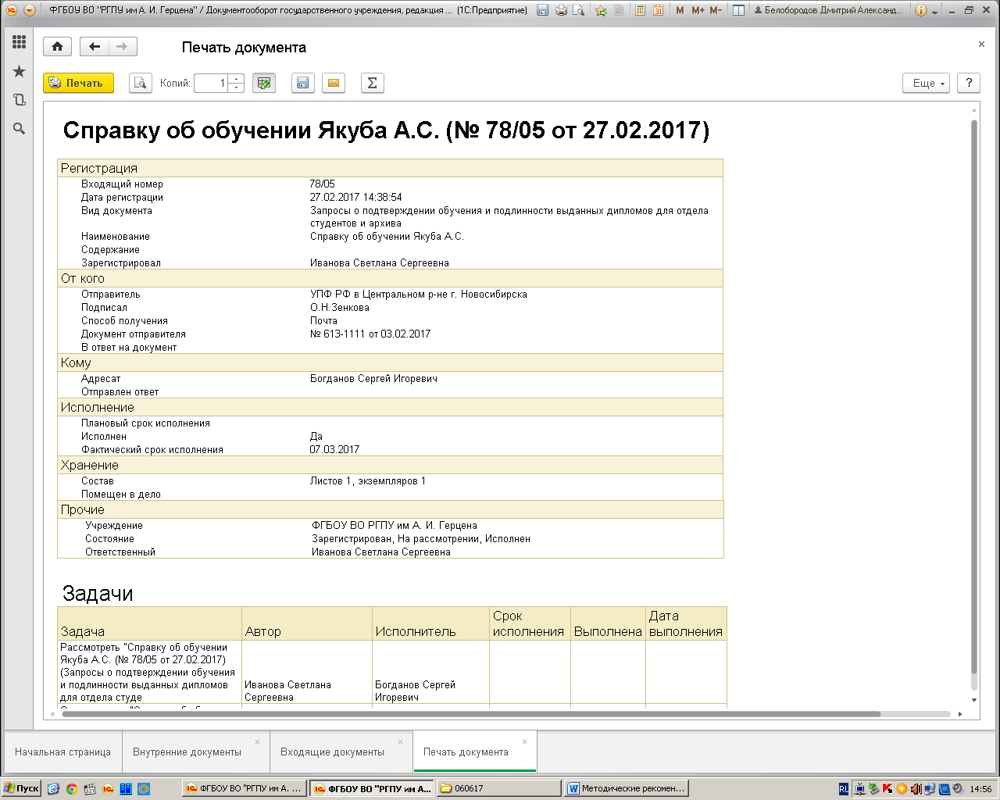 ФГБОУ ВО "РГПУ им А. И. Герцена" / Документооборот государственного учреждения, редакция ... (1С:Предприятие)
M M+ M-
31
Белобородов Дмитрий Александ...
Печать документа
Печать
Копий: 1
Σ
Еще
?
Справку об обучении Якуба А.С. (№ 78/05 от 27.02.2017)
Регистрация
Входящий номер 78/05
Дата регистрации 27.02.2017 14:38:54
Вид документа Запросы о подтверждении обучения и подлинности выданных дипломов для отдела
студентов и архива
Наименование Справку об обучении Якуба А.С.
Содержание
Зарегистрировал Иванова Светлана Сергеевна
От кого
Отправитель УПФ РФ в Центральном р-не г. Новосибирска
Подписал О.Н.Зенкова
Способ получения Почта
Документ отправителя № 613-1111 от 03.02.2017
В ответ на документ
Кому
Адресат Богданов Сергей Игоревич
Отправлен ответ
Исполнение
Плановый срок исполнения
Исполнен Да
Фактический срок исполнения 07.03.2017
Хранение
Состав Листов 1, экземпляров 1
Помещен в дело
Прочие
Учреждение ФГБОУ ВО РГПУ им А. И. Герцена
Состояние Зарегистрирован, На рассмотрении, Исполнен
Ответственный Иванова Светлана Сергеевна
Задачи
Задача Автор Исполнитель Срок исполнения Выполнена Дата выполнения
Рассмотреть "Справку об обучении
Якуба А.С. (№ 78/05 от 27.02.2017)
(Запросы о подтверждении обучения
и подлинности выданных дипломов
для отдела студе
Иванова Светлана
Сергеевна
Богданов Сергей
Игоревич
Начальная страница
Внутренние документы
Входящие документы
Печать документа
Пуск
ФГБОУ ВО "РГПУ им А. ...
ФГБОУ ВО "РГПУ им А...
060617
Методические рекомен...
RL
14:56